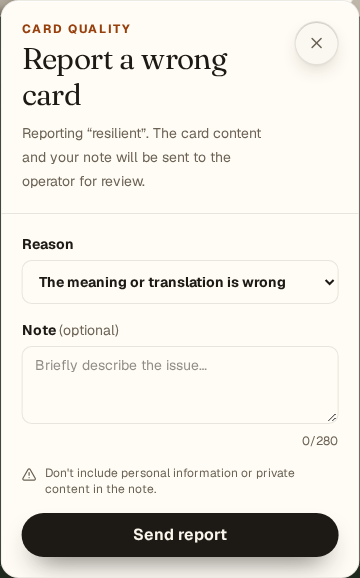 CARD QUALITY
Report a wrong
card
Reporting “resilient”. The card content
and your note will be sent to the
operator for review.
Reason
The meaning or translation is wrong
Note (optional)
Briefly describe the issue...
0/280
Don't include personal information or private
content in the note.
Send report